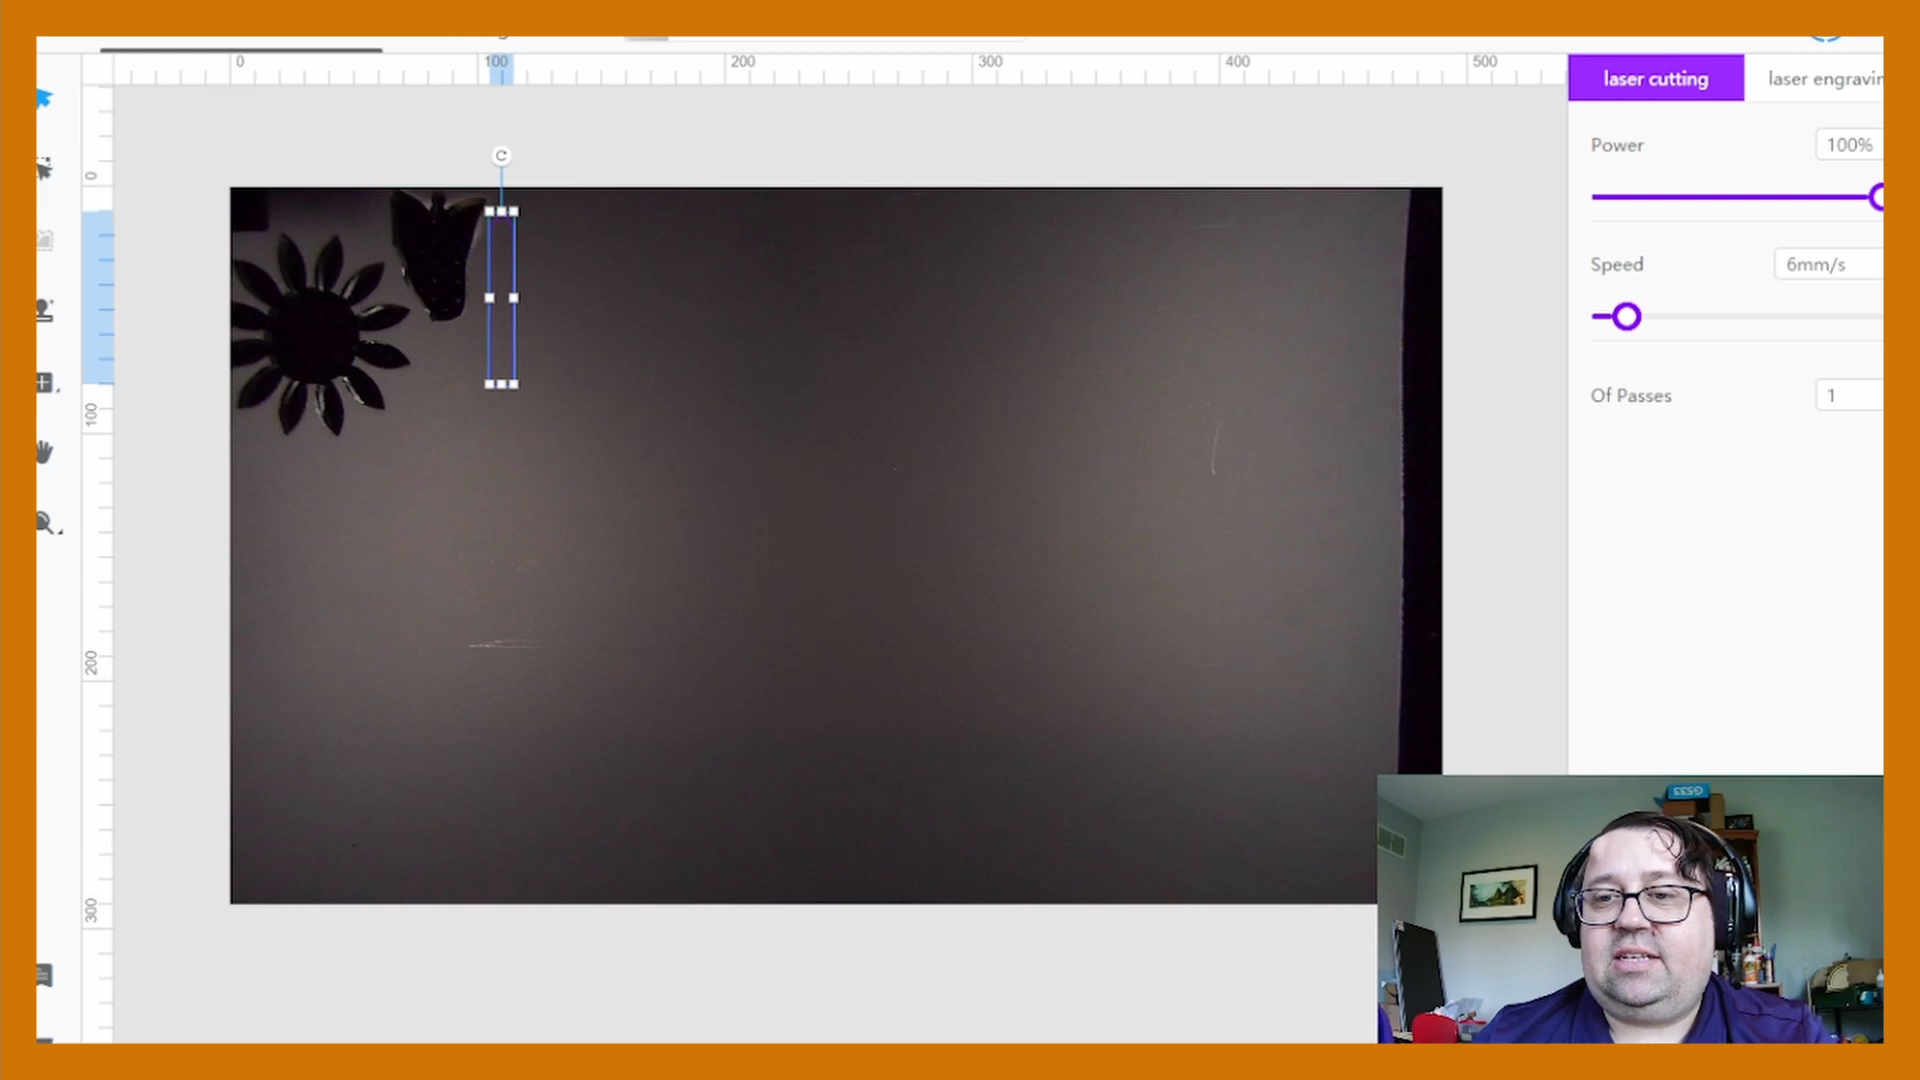 0
100
200
300
400
500
laser cutting
laser engravin
Power
100%
Speed
6mm/s
Of Passes
1
0
100
200
300